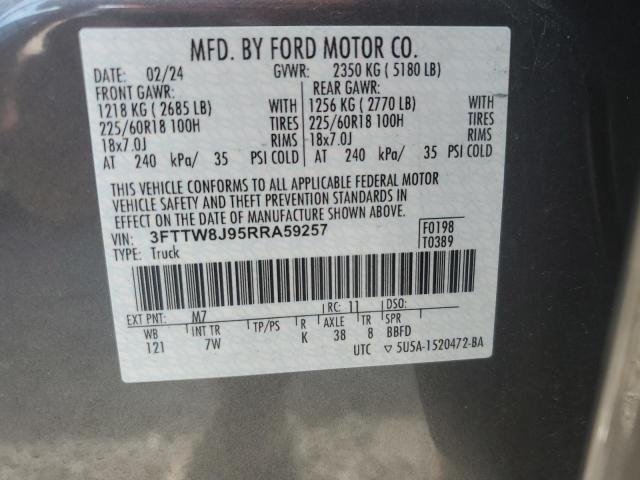 MFD. BY FORD MOTOR CO.
DATE: 02/24 GVWR: 2350 KG ( 5180 LB)
FRONT GAWR: REAR GAWR:
1218 KG ( 2685 LB) WITH 1256 KG ( 2770 LB) WITH
225/60R18 100H TIRES 225/60R18 100H TIRES
18x7.0J RIMS 18x7.0J RIMS
AT 240 kPa/ 35 PSI COLD AT 240 kPa/ 35 PSI COLD
THIS VEHICLE CONFORMS TO ALL APPLICABLE FEDERAL MOTOR
VEHICLE SAFETY AND THEFT PREVENTION STANDARDS IN
EFFECT ON THE DATE OF MANUFACTURE SHOWN ABOVE.
VIN: 3FTTW8J95RRA59257 F0198
TYPE: Truck T0389
EXT PNT: M7 RC: 11 DSO:
WB INT TR TP/PS R AXLE TR SPR
121 7W K 38 8 BBFD
UTC ▽ 5U5A-1520472-BA